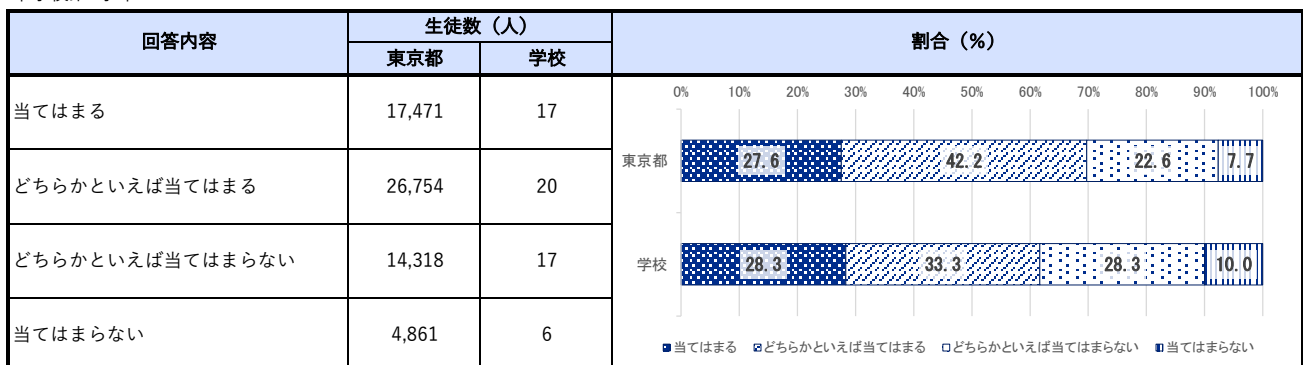 回答内容 生徒数（人） 割合（%）
東京都 学校
当てはまる 17,471 17
どちらかといえば当てはまる 26,754 20
どちらかといえば当てはまらない 14,318 17
当てはまらない 4,861 6
0% 10% 20% 30% 40% 50% 60% 70% 80% 90% 100%
東京都 27.6 42.2 22.6 7.7
学校 28.3 33.3 28.3 10.0
当てはまる どちらかといえば当てはまる どちらかといえば当てはまらない 当てはまらない